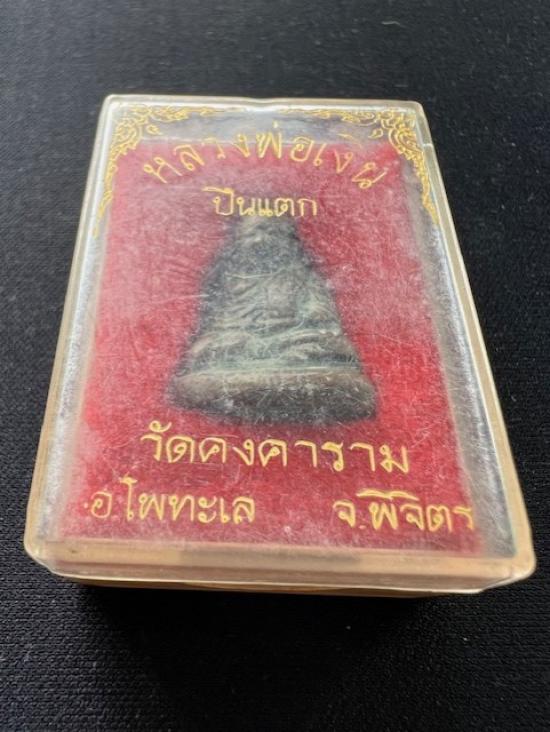 หลวงพ่อเงิน
ปืนแตก
วัดคงคาราม
อ.โพทะเล จ.พิจิตร